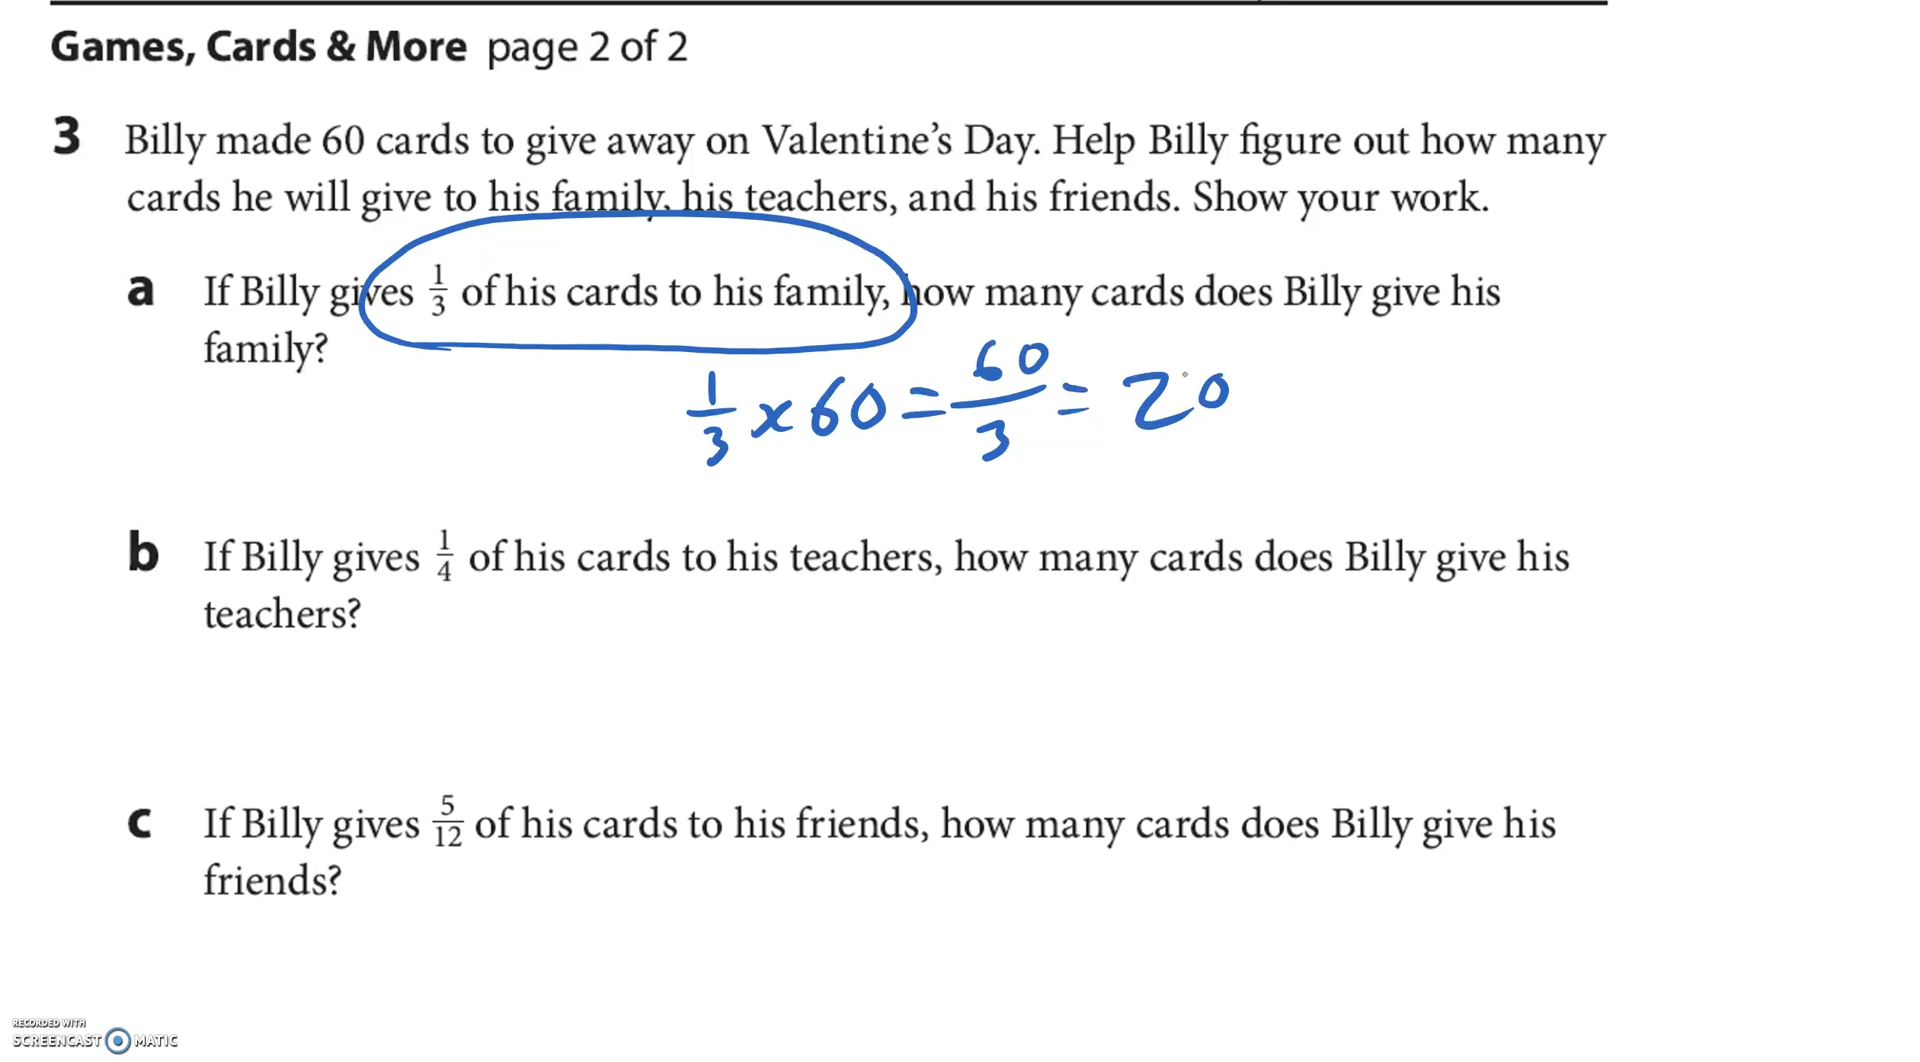 Games, Cards & More page 2 of 2
3 Billy made 60 cards to give away on Valentine's Day. Help Billy figure out how many
cards he will give to his family, his teachers, and his friends. Show your work.
a If Billy gives 1/3 of his cards to his family, how many cards does Billy give his
family?
1/3 x 60 = 60/3 = 20
b If Billy gives 1/4 of his cards to his teachers, how many cards does Billy give his
teachers?
c If Billy gives 5/12 of his cards to his friends, how many cards does Billy give his
friends?
RECORDED WITH
SCREENCAST MATIC